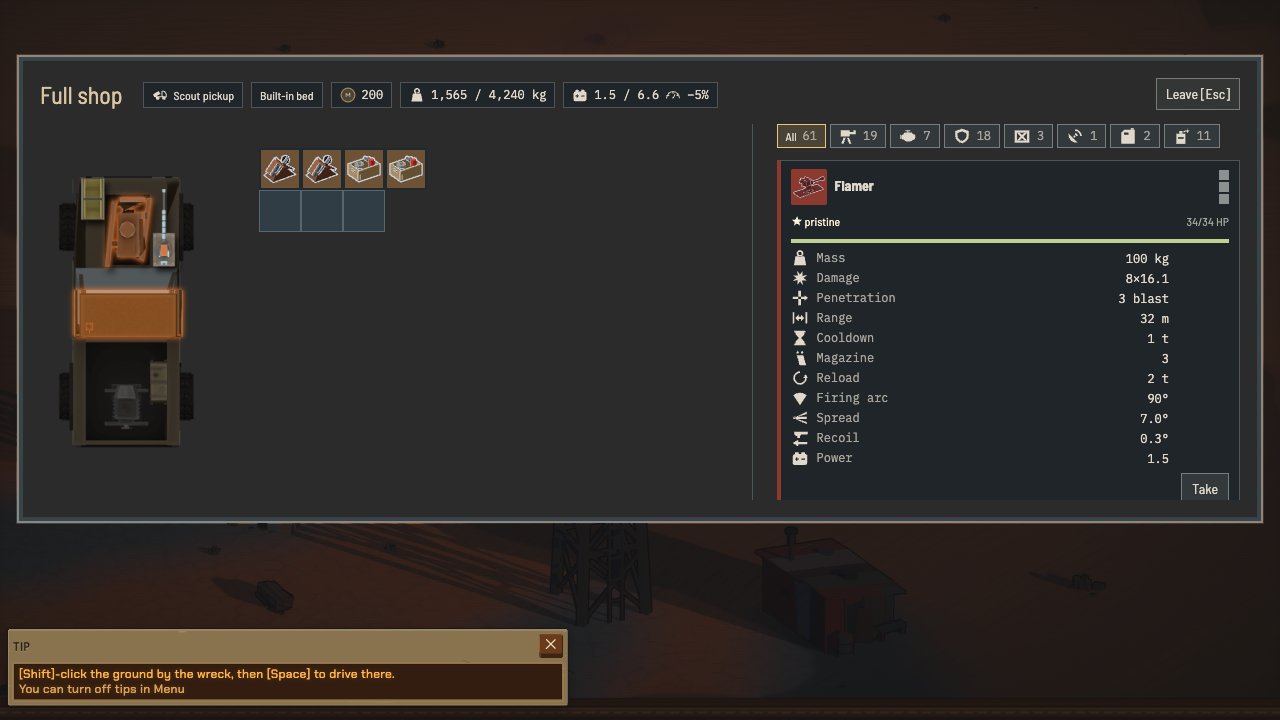 Full shop
Scout pickup
Built-in bed
200
1,565 / 4,240 kg
1.5 / 6.6 -5%
Leave [Esc]
All 61
19
7
18
3
1
2
11
Flamer
pristine
34/34 HP
Mass 100 kg
Damage 8×16.1
Penetration 3 blast
Range 32 m
Cooldown 1 t
Magazine 3
Reload 2 t
Firing arc 90°
Spread 7.0°
Recoil 0.3°
Power 1.5
Take
TIP
[Shift]-click the ground by the wreck, then [Space] to drive there.
You can turn off tips in Menu